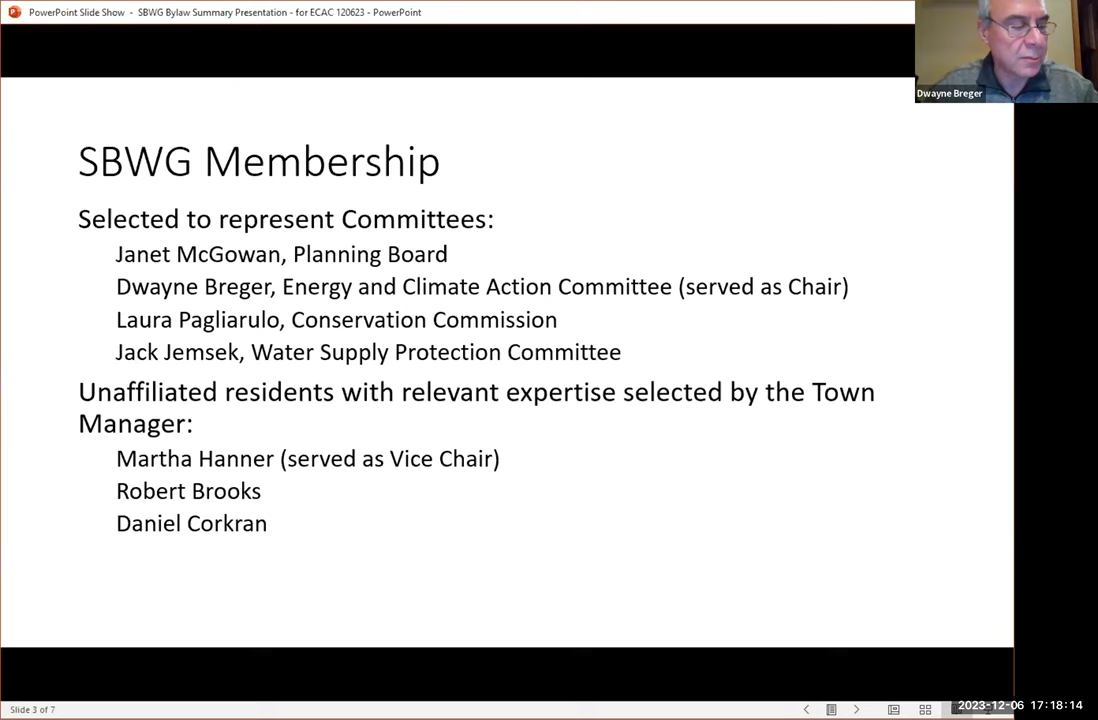 PowerPoint Slide Show - SBWG Bylaw Summary Presentation - for ECAC 120623 - PowerPoint
Dwayne Breger
SBWG Membership
Selected to represent Committees:
Janet McGowan, Planning Board
Dwayne Breger, Energy and Climate Action Committee (served as Chair)
Laura Pagliarulo, Conservation Commission
Jack Jemsek, Water Supply Protection Committee
Unaffiliated residents with relevant expertise selected by the Town
Manager:
Martha Hanner (served as Vice Chair)
Robert Brooks
Daniel Corkran
Slide 3 of 7
2023-12-06 17:18:14